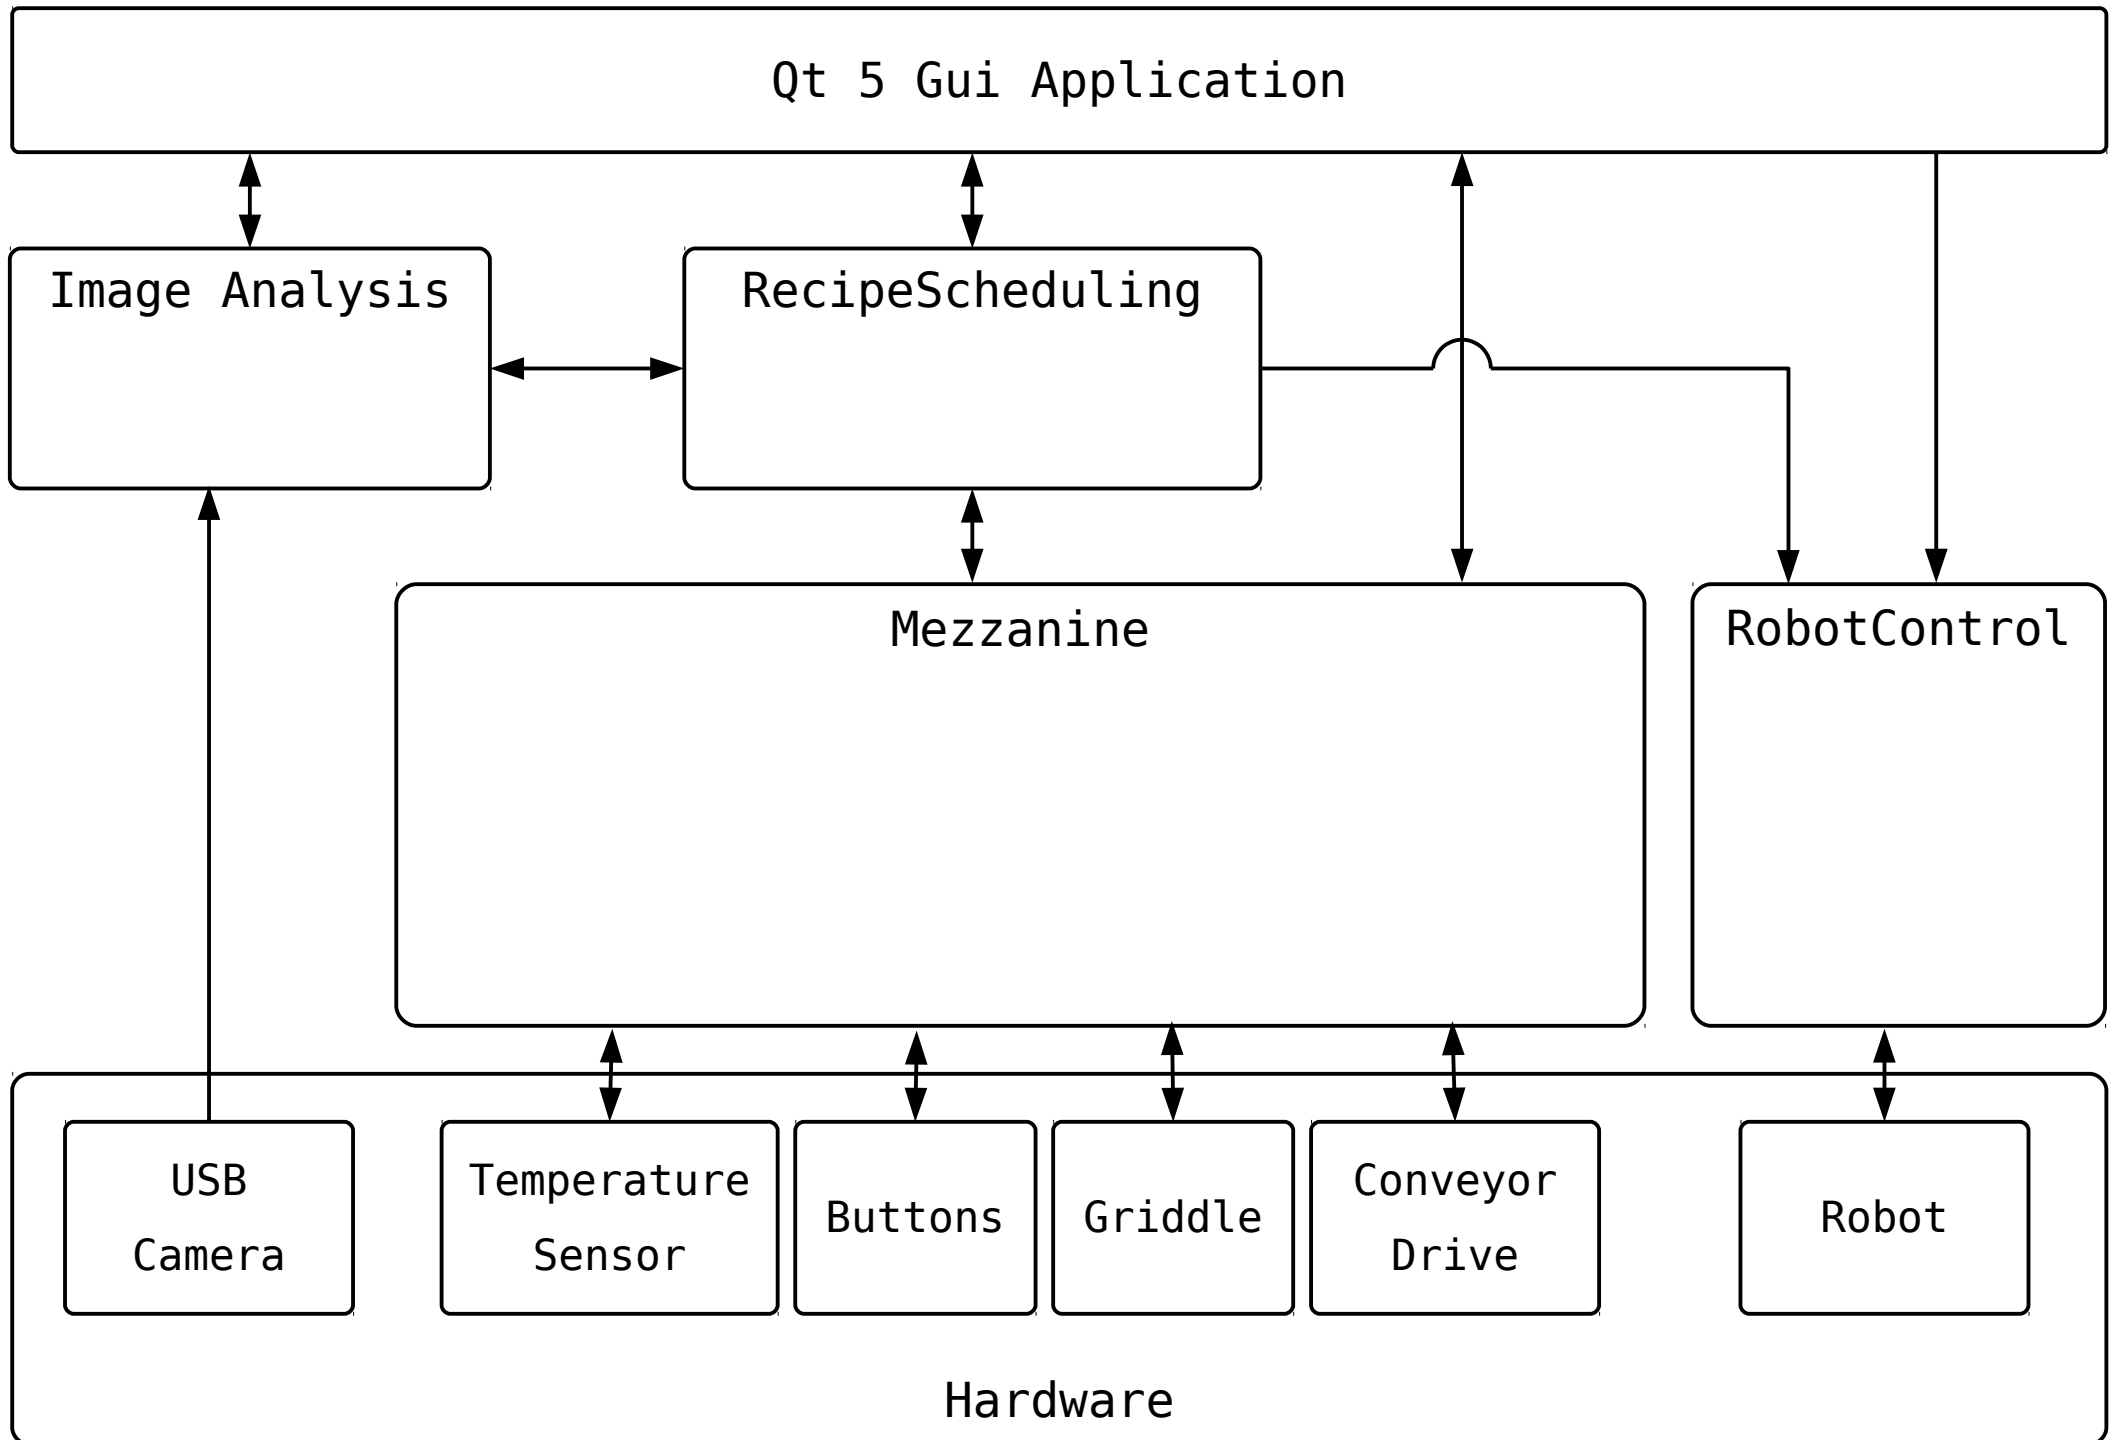 Qt 5 Gui Application
Image Analysis
RecipeScheduling
Mezzanine
RobotControl
USB
Camera
Temperature
Sensor
Buttons
Griddle
Conveyor
Drive
Robot
Hardware